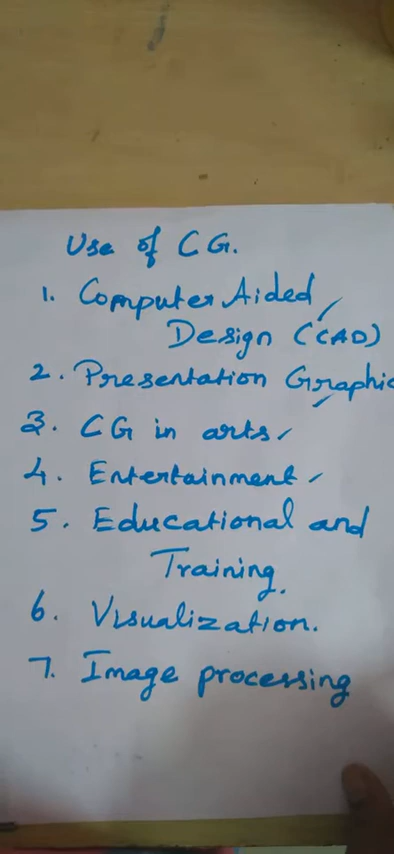 Use of CG.
1. Computer Aided
Design (CAD)
2. Presentation Graphic
3. CG in arts
4. Entertainment
5. Educational and
Training.
6. Visualization.
7. Image processing